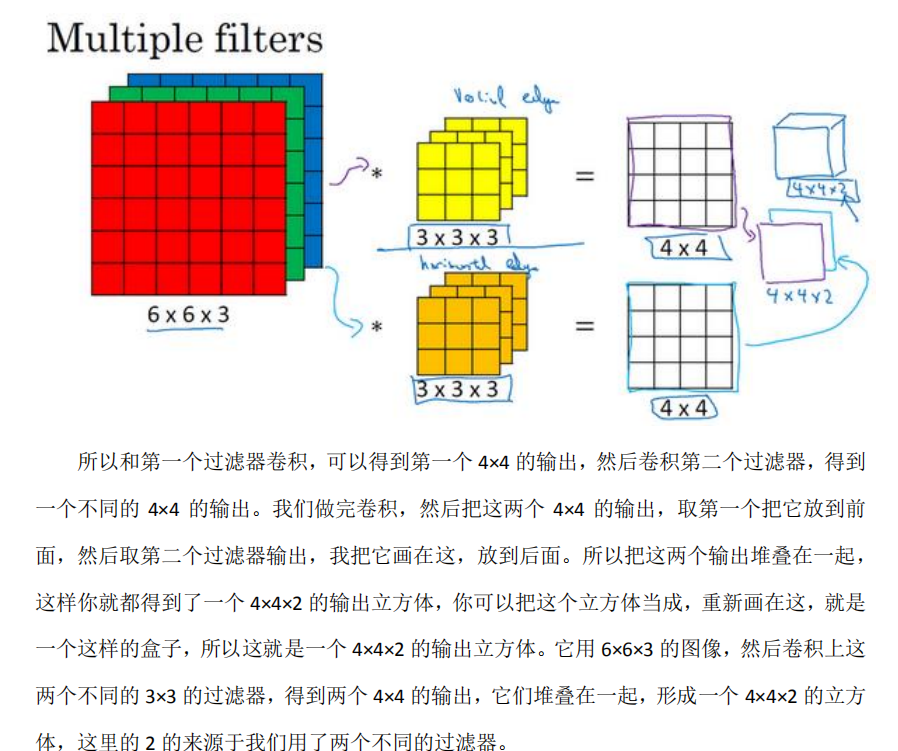 Multiple filters
Vertical edge
6 x 6 x 3
*
3 x 3 x 3
=
4 x 4
4x4x2
4x4x2
horizontal edge
*
3 x 3 x 3
=
4 x 4
所以和第一个过滤器卷积，可以得到第一个 4×4 的输出，然后卷积第二个过滤器，得到
一个不同的 4×4 的输出。我们做完卷积，然后把这两个 4×4 的输出，取第一个把它放到前
面，然后取第二个过滤器输出，我把它画在这，放到后面。所以把这两个输出堆叠在一起，
这样你就都得到了一个 4×4×2 的输出立方体，你可以把这个立方体当成，重新画在这，就是
一个这样的盒子，所以这就是一个 4×4×2 的输出立方体。它用 6×6×3 的图像，然后卷积上这
两个不同的 3×3 的过滤器，得到两个 4×4 的输出，它们堆叠在一起，形成一个 4×4×2 的立方
体，这里的 2 的来源于我们用了两个不同的过滤器。